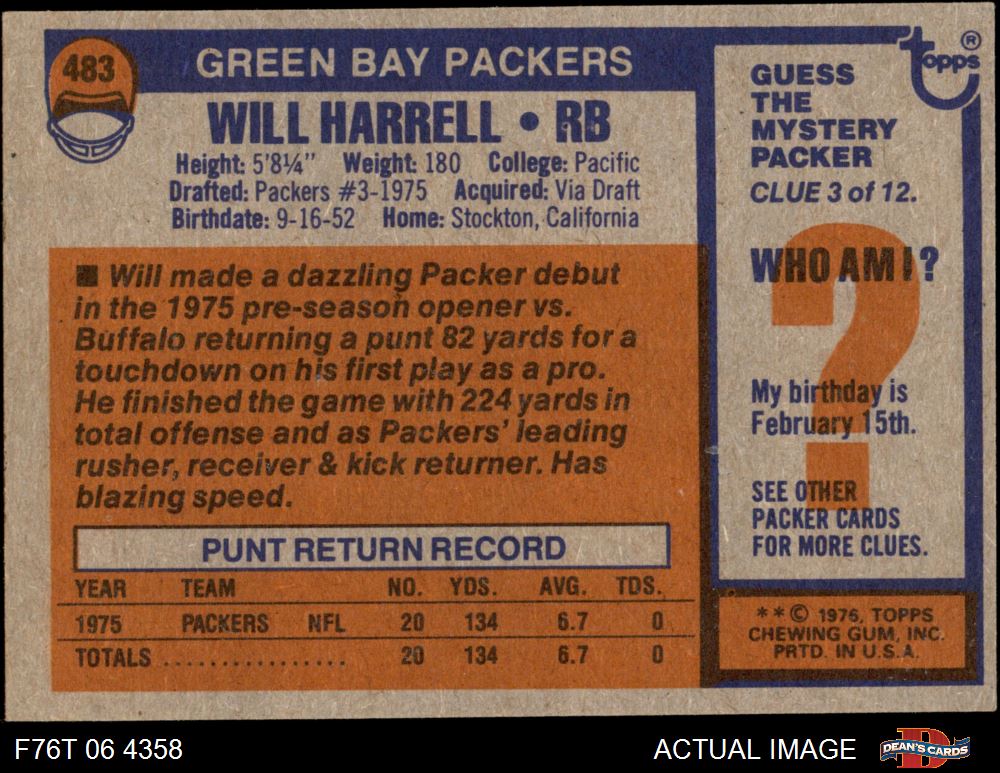 483
GREEN BAY PACKERS
WILL HARRELL • RB
Height: 5'8¼" Weight: 180 College: Pacific
Drafted: Packers #3-1975 Acquired: Via Draft
Birthdate: 9-16-52 Home: Stockton, California
■ Will made a dazzling Packer debut
in the 1975 pre-season opener vs.
Buffalo returning a punt 82 yards for a
touchdown on his first play as a pro.
He finished the game with 224 yards in
total offense and as Packers' leading
rusher, receiver & kick returner. Has
blazing speed.
PUNT RETURN RECORD
YEAR TEAM NO. YDS. AVG. TDS.
1975 PACKERS NFL 20 134 6.7 0
TOTALS ................ 20 134 6.7 0
topps ®
GUESS
THE
MYSTERY
PACKER
CLUE 3 of 12.
WHO AM I?
?
My birthday is
February 15th.
SEE OTHER
PACKER CARDS
FOR MORE CLUES.
**© 1976, TOPPS
CHEWING GUM, INC.
PRTD. IN U.S.A.
F76T 06 4358
ACTUAL IMAGE
DEAN'S CARDS